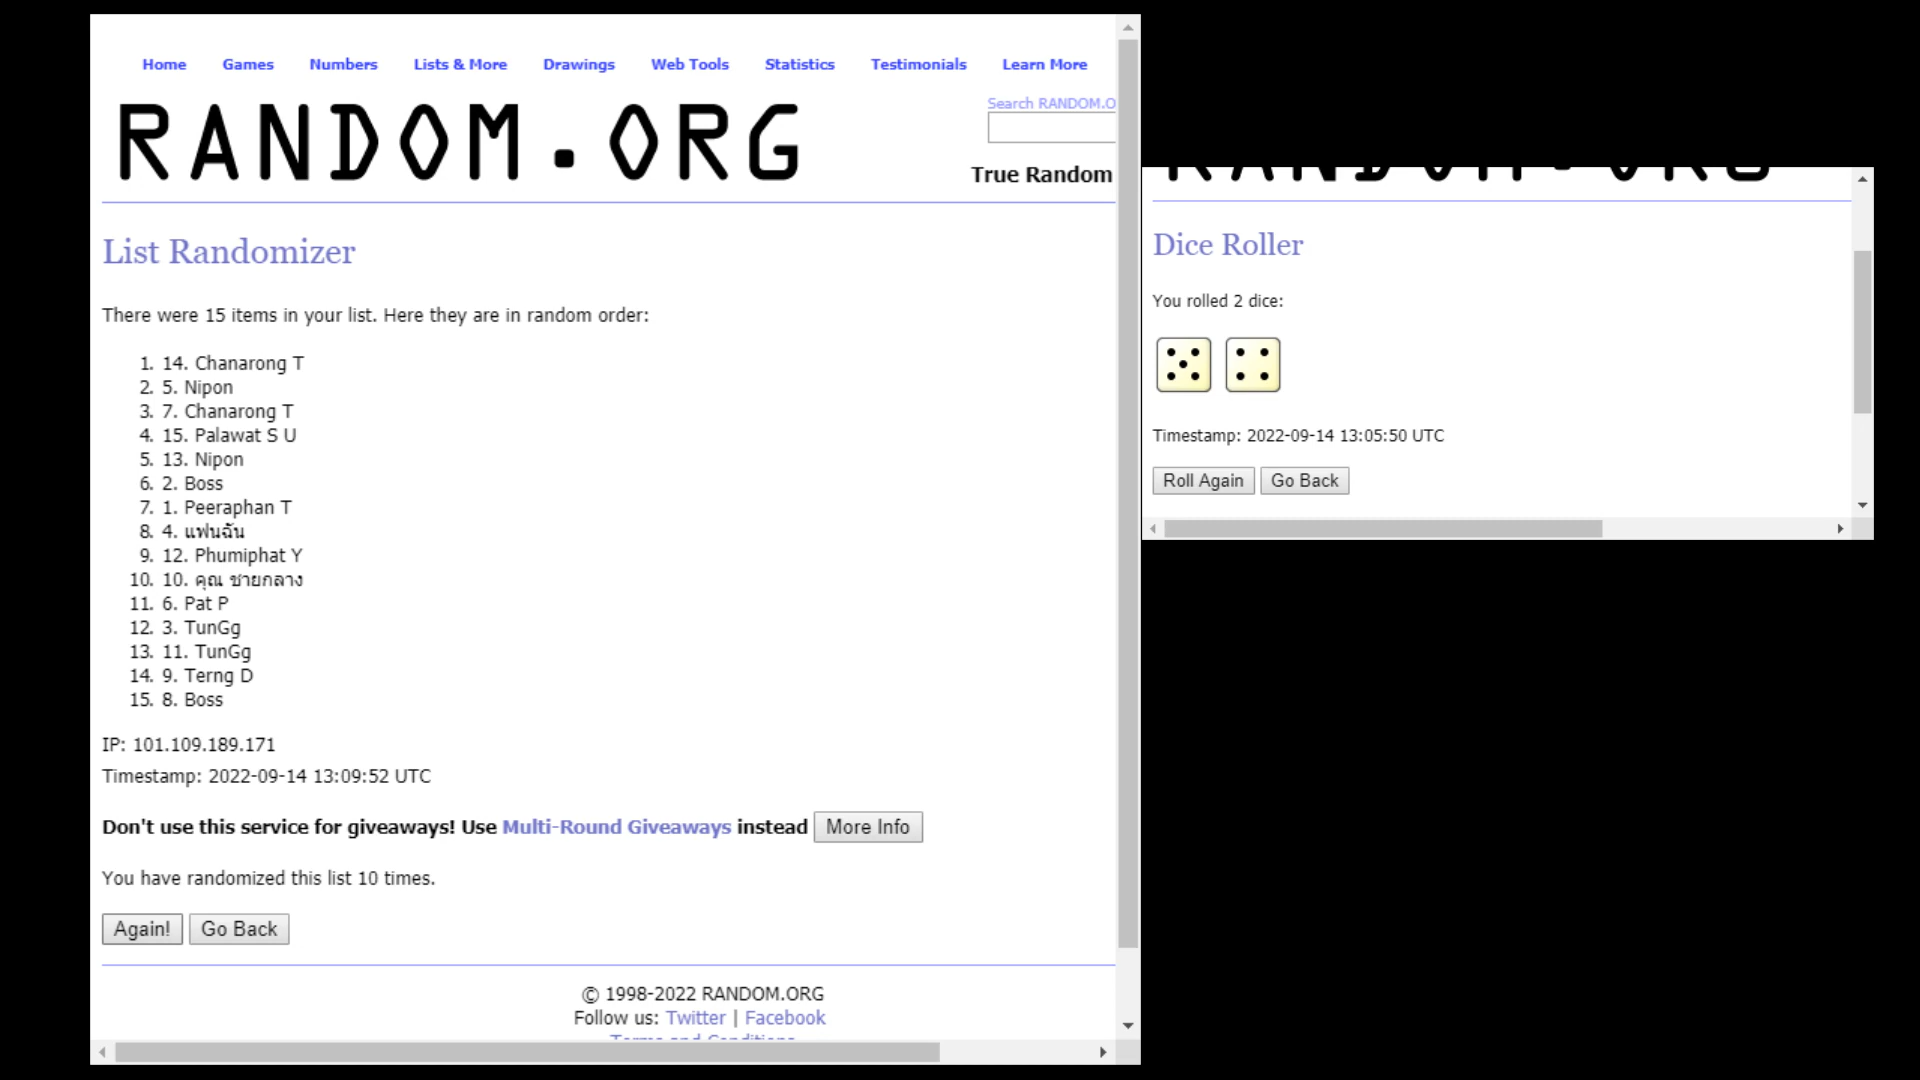 Home Games Numbers Lists & More Drawings Web Tools Statistics Testimonials Learn More
RANDOM.ORG
Search RANDOM.O
True Random
List Randomizer
There were 15 items in your list. Here they are in random order:
1. 14. Chanarong T
2. 5. Nipon
3. 7. Chanarong T
4. 15. Palawat S U
5. 13. Nipon
6. 2. Boss
7. 1. Peeraphan T
8. 4. แฟนฉัน
9. 12. Phumiphat Y
10. 10. คุณ ชายกลาง
11. 6. Pat P
12. 3. TunGg
13. 11. TunGg
14. 9. Terng D
15. 8. Boss
IP: 101.109.189.171
Timestamp: 2022-09-14 13:09:52 UTC
Don't use this service for giveaways! Use Multi-Round Giveaways instead More Info
You have randomized this list 10 times.
Again! Go Back
© 1998-2022 RANDOM.ORG
Follow us: Twitter | Facebook
Terms and Conditions
RANDOM.ORG
Dice Roller
You rolled 2 dice:
Timestamp: 2022-09-14 13:05:50 UTC
Roll Again Go Back